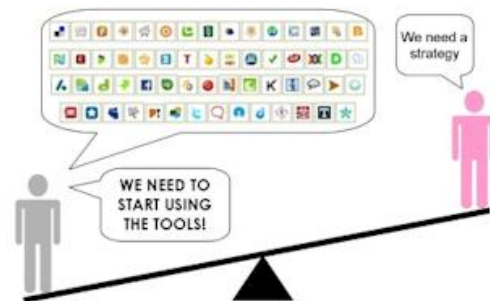 We need a
strategy
WE NEED TO
START USING
THE TOOLS!